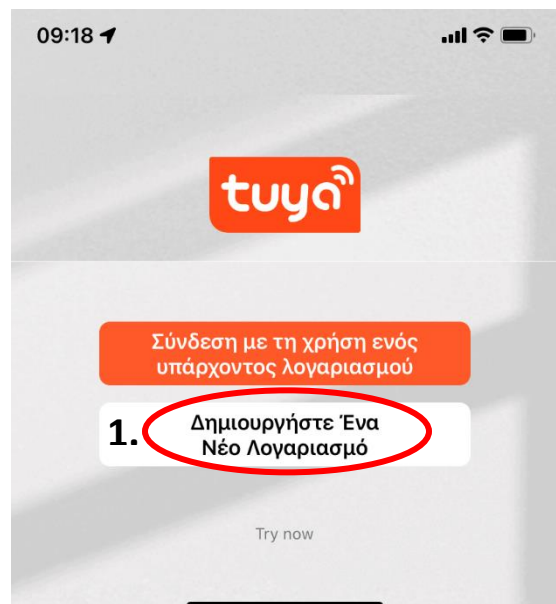 09:18
tuya
Σύνδεση με τη χρήση ενός
υπάρχοντος λογαριασμού
1. Δημιουργήστε Ένα
Νέο Λογαριασμό
Try now